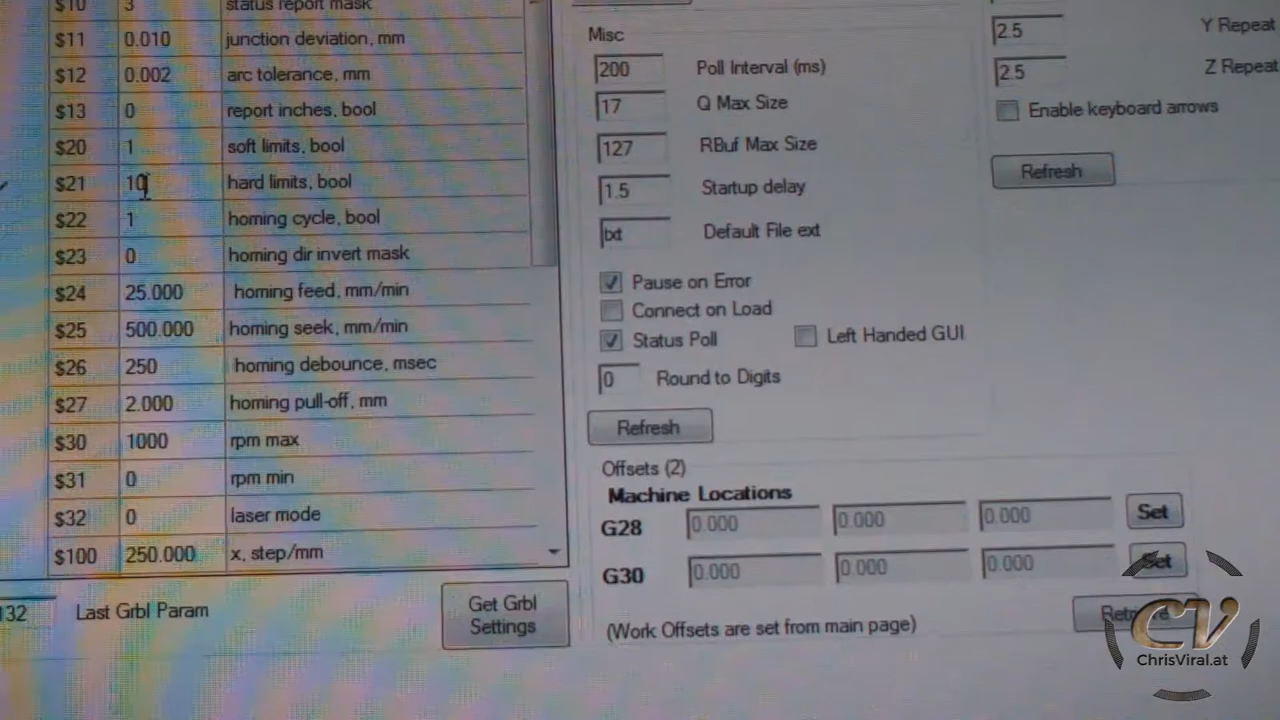 $10 3 status report mask
$11 0.010 junction deviation, mm
$12 0.002 arc tolerance, mm
$13 0 report inches, bool
$20 1 soft limits, bool
$21 10 hard limits, bool
$22 1 homing cycle, bool
$23 0 homing dir invert mask
$24 25.000 homing feed, mm/min
$25 500.000 homing seek, mm/min
$26 250 homing debounce, msec
$27 2.000 homing pull-off, mm
$30 1000 rpm max
$31 0 rpm min
$32 0 laser mode
$100 250.000 x, step/mm
132 Last Grbl Param
Get Grbl
Settings
Misc
200 Poll Interval (ms)
17 Q Max Size
127 RBuf Max Size
1.5 Startup delay
txt Default File ext
Pause on Error
Connect on Load
Status Poll
Left Handed GUI
0 Round to Digits
Refresh
Offsets (2)
Machine Locations
G28 0.000 0.000 0.000 Set
G30 0.000 0.000 0.000 Set
(Work Offsets are set from main page)
2.5 Y Repeat
2.5 Z Repeat
Enable keyboard arrows
Refresh
CV
ChrisViral.at